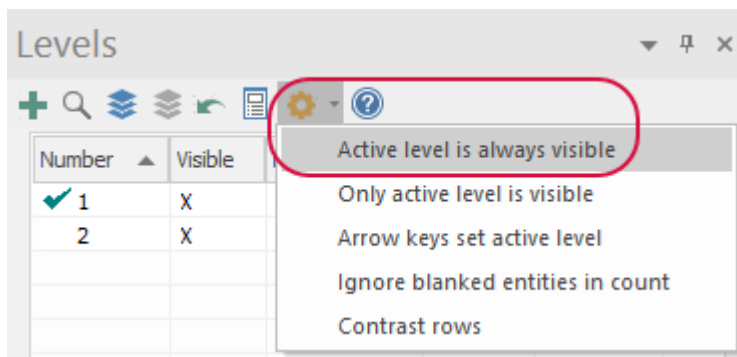 Levels
Number Visible
Active level is always visible
1 X
Only active level is visible
2 X
Arrow keys set active level
Ignore blanked entities in count
Contrast rows